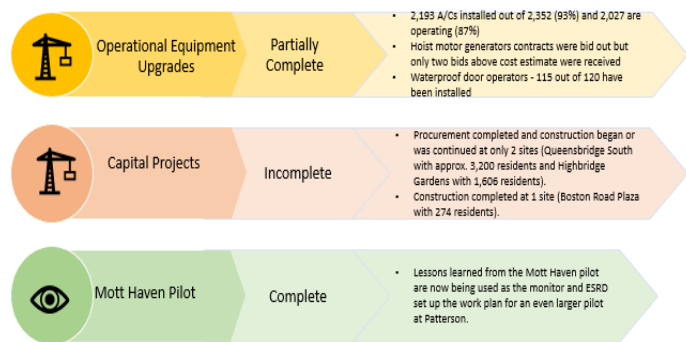 Operational Equipment
Upgrades
Partially
Complete
▪ 2,193 A/Cs installed out of 2,352 (93%) and 2,027 are
operating (87%)
▪ Hoist motor generators contracts were bid out but
only two bids above cost estimate were received
▪ Waterproof door operators - 115 out of 120 have
been installed
Capital Projects
Incomplete
▪ Procurement completed and construction began or
was continued at only 2 sites (Queensbridge South
with approx. 3,200 residents and Highbridge
Gardens with 1,606 residents).
▪ Construction completed at 1 site (Boston Road Plaza
with 274 residents).
Mott Haven Pilot
Complete
▪ Lessons learned from the Mott Haven pilot
are now being used as the monitor and ESRD
set up the work plan for an even larger pilot
at Patterson.